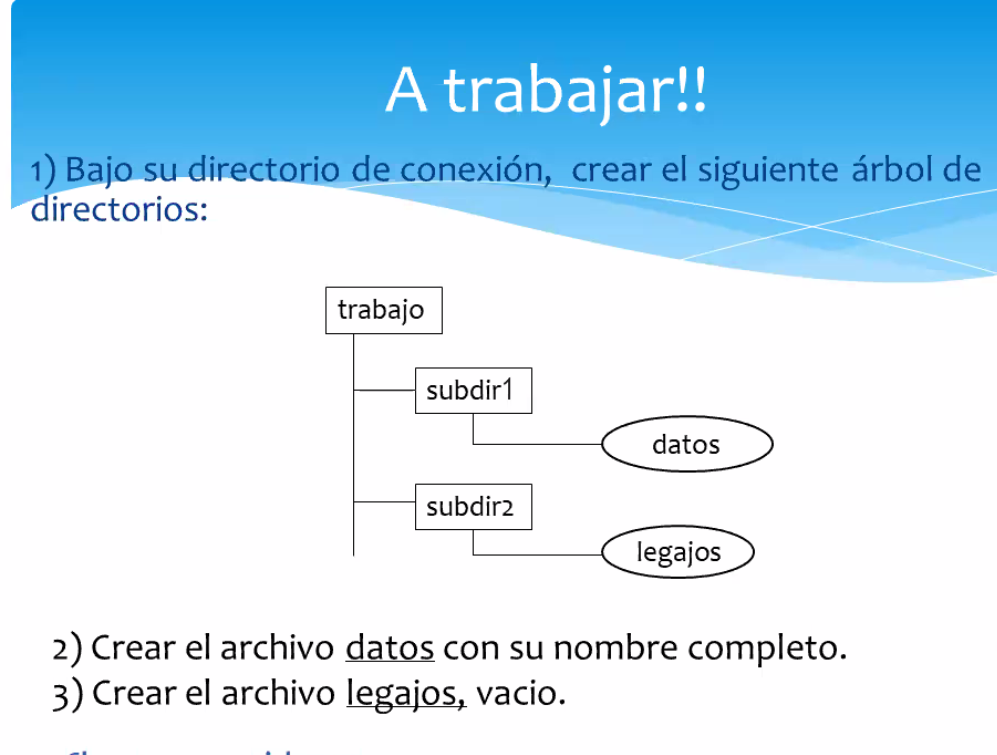 A trabajar!!
1) Bajo su directorio de conexión, crear el siguiente árbol de
directorios:
trabajo
subdir1
datos
subdir2
legajos
2) Crear el archivo datos con su nombre completo.
3) Crear el archivo legajos, vacio.